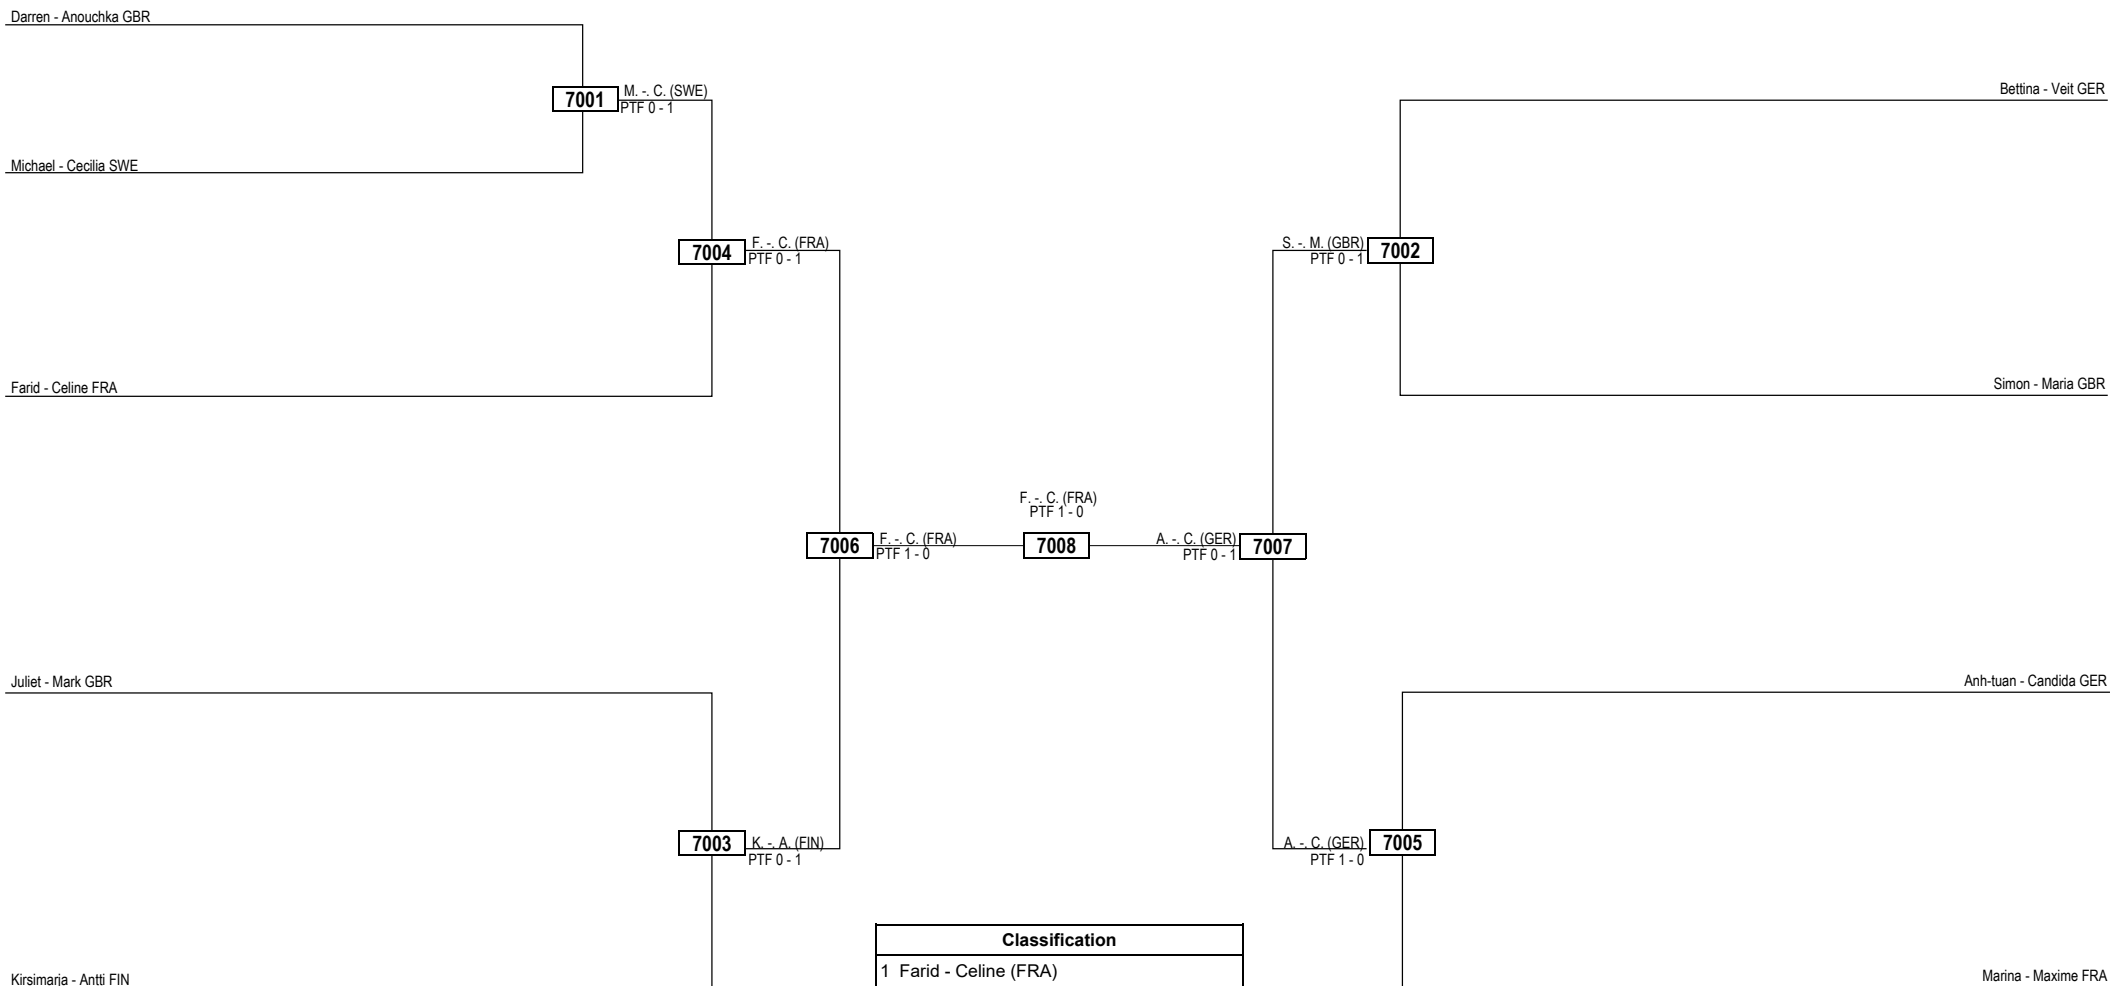 Darren - Anouchka GBR
7001
M. -. C. (SWE)
PTF 0 - 1
Bettina - Veit GER
Michael - Cecilia SWE
7004
F. -. C. (FRA)
PTF 0 - 1
S. -. M. (GBR)
PTF 0 - 1
7002
Farid - Celine FRA
Simon - Maria GBR
F. -. C. (FRA)
PTF 1 - 0
7006
F. -. C. (FRA)
PTF 1 - 0
7008
A. -. C. (GER)
PTF 0 - 1
7007
Juliet - Mark GBR
Anh-tuan - Candida GER
7003
K. -. A. (FIN)
PTF 0 - 1
A. -. C. (GER)
PTF 1 - 0
7005
Classification
1 Farid - Celine (FRA)
Kirsimarja - Antti FIN
Marina - Maxime FRA